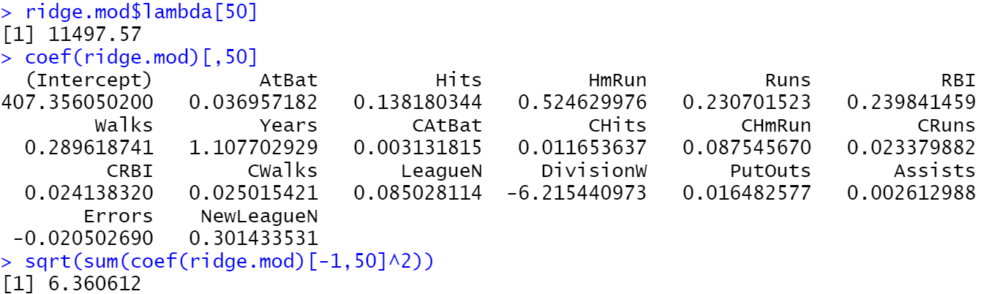 > ridge.mod$lambda[50]
[1] 11497.57
> coef(ridge.mod)[,50]
  (Intercept)         AtBat          Hits         HmRun          Runs           RBI
407.356050200   0.036957182   0.138180344   0.524629976   0.230701523   0.239841459
        Walks         Years        CAtBat         CHits        CHmRun         CRuns
  0.289618741   1.107702929   0.003131815   0.011653637   0.087545670   0.023379882
         CRBI        CWalks       LeagueN     DivisionW       PutOuts       Assists
  0.024138320   0.025015421   0.085028114  -6.215440973   0.016482577   0.002612988
       Errors    NewLeagueN
 -0.020502690   0.301433531
> sqrt(sum(coef(ridge.mod)[-1,50]^2))
[1] 6.360612